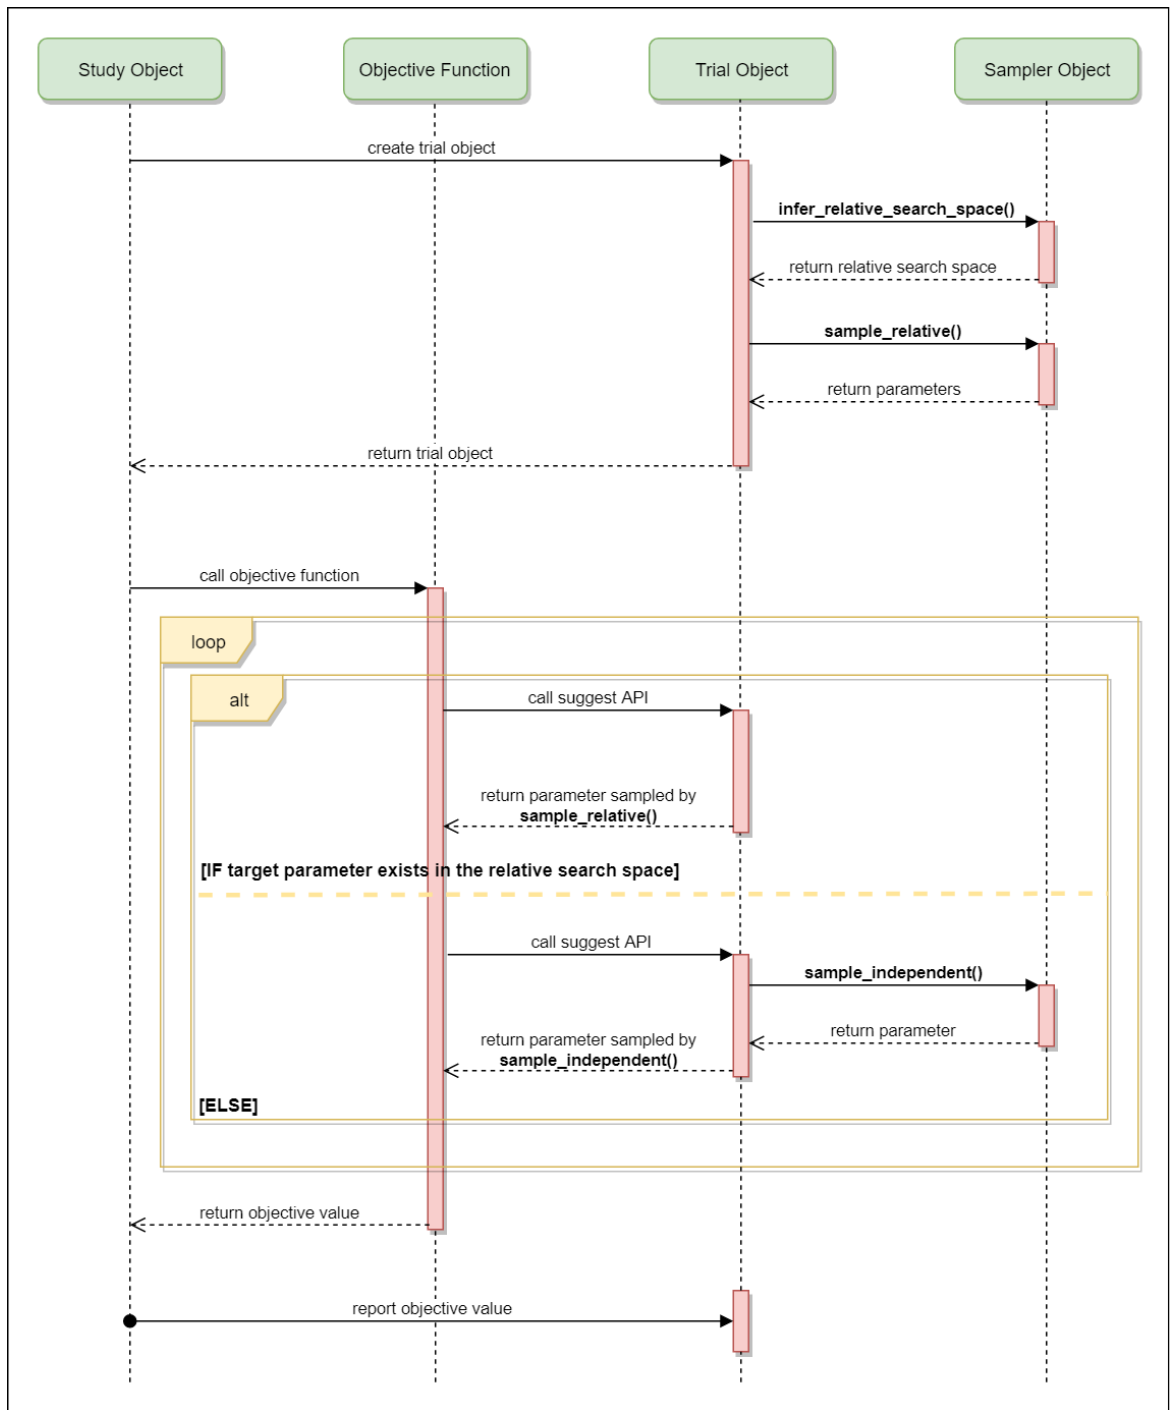 Study Object
Objective Function
Trial Object
Sampler Object
create trial object
infer_relative_search_space()
return relative search space
sample_relative()
return parameters
return trial object
call objective function
loop
alt
call suggest API
return parameter sampled by
sample_relative()
[IF target parameter exists in the relative search space]
call suggest API
sample_independent()
return parameter
return parameter sampled by
sample_independent()
[ELSE]
return objective value
report objective value